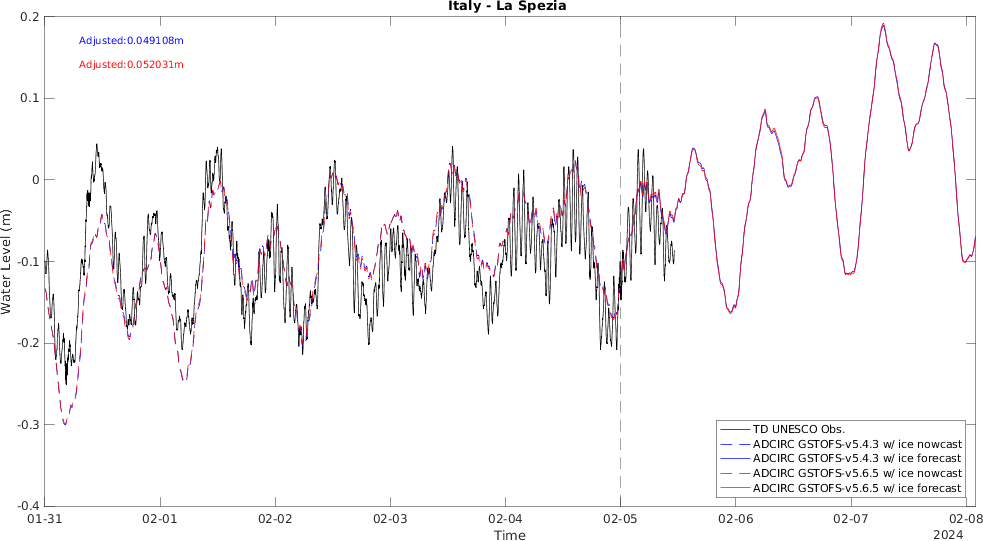 Italy - La Spezia
Adjusted:0.049108m
Adjusted:0.052031m
Water Level (m)
0.2
0.1
0
-0.1
-0.2
-0.3
-0.4
TD UNESCO Obs.
ADCIRC GSTOFS-v5.4.3 w/ ice nowcast
ADCIRC GSTOFS-v5.4.3 w/ ice forecast
ADCIRC GSTOFS-v5.6.5 w/ ice nowcast
ADCIRC GSTOFS-v5.6.5 w/ ice forecast
01-31 02-01 02-02 02-03 02-04 02-05 02-06 02-07 02-08
Time
2024